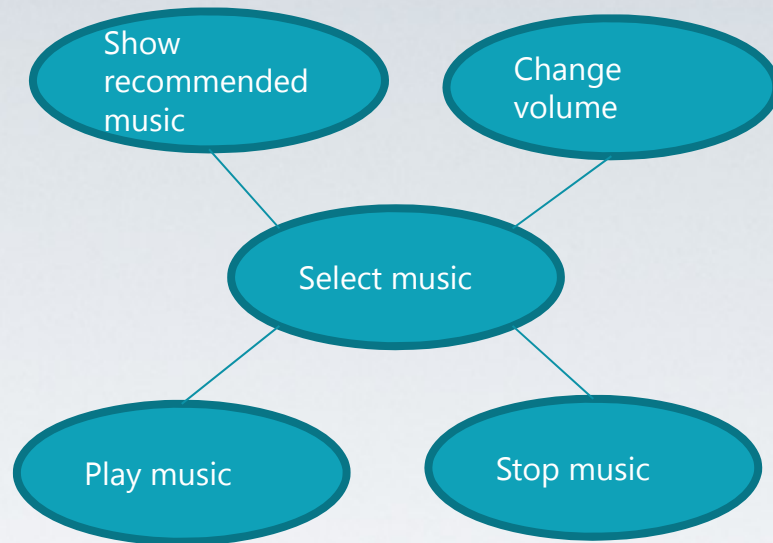 Show
recommended
music
Change
volume
Select music
Play music
Stop music